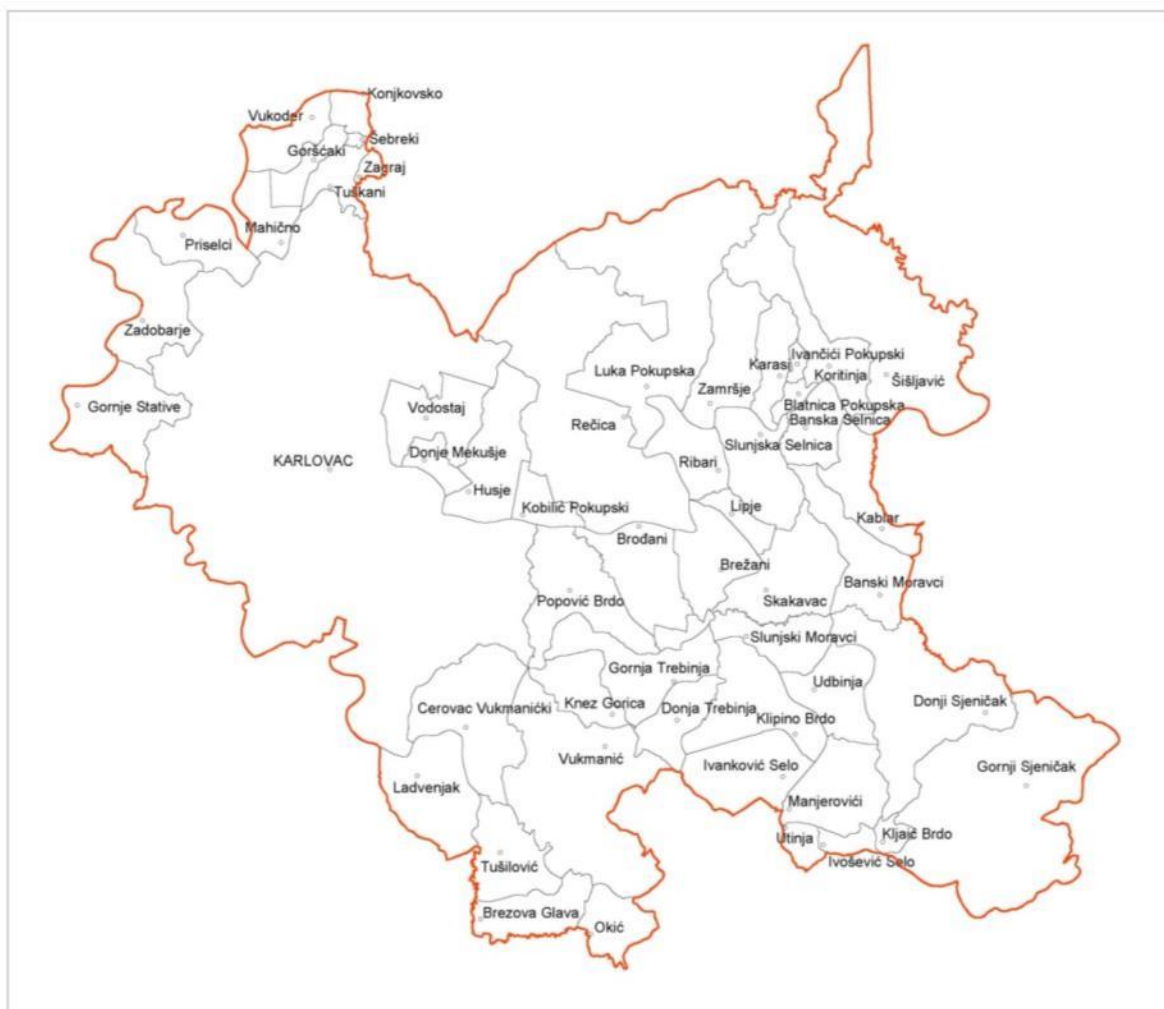 Konjkovsko
Vukoder
Šebreki
Goršćaki
Zagraj
Tuškani
Mahično
Priselci
Zadobarje
Ivančići Pokupski
Luka Pokupska
Karasi
Koritinja
Šišljavić
Zamršje
Gornje Stative
Blatnica Pokupska
Vodostaj
Rečica
Banska Selnica
Slunjska Selnica
Donje Mekušje
KARLOVAC
Ribari
Husje
Kobilić Pokupski
Lipje
Kablar
Brođani
Brežani
Banski Moravci
Popović Brdo
Skakavac
Slunjski Moravci
Gornja Trebinja
Udbinja
Donji Sjeničak
Knez Gorica
Cerovac Vukmanićki
Donja Trebinja
Klipino Brdo
Vukmanić
Ivanković Selo
Gornji Sjeničak
Ladvenjak
Manjerovići
Utinja
Kljaić Brdo
Ivošević Selo
Tušilović
Brezova Glava
Okić